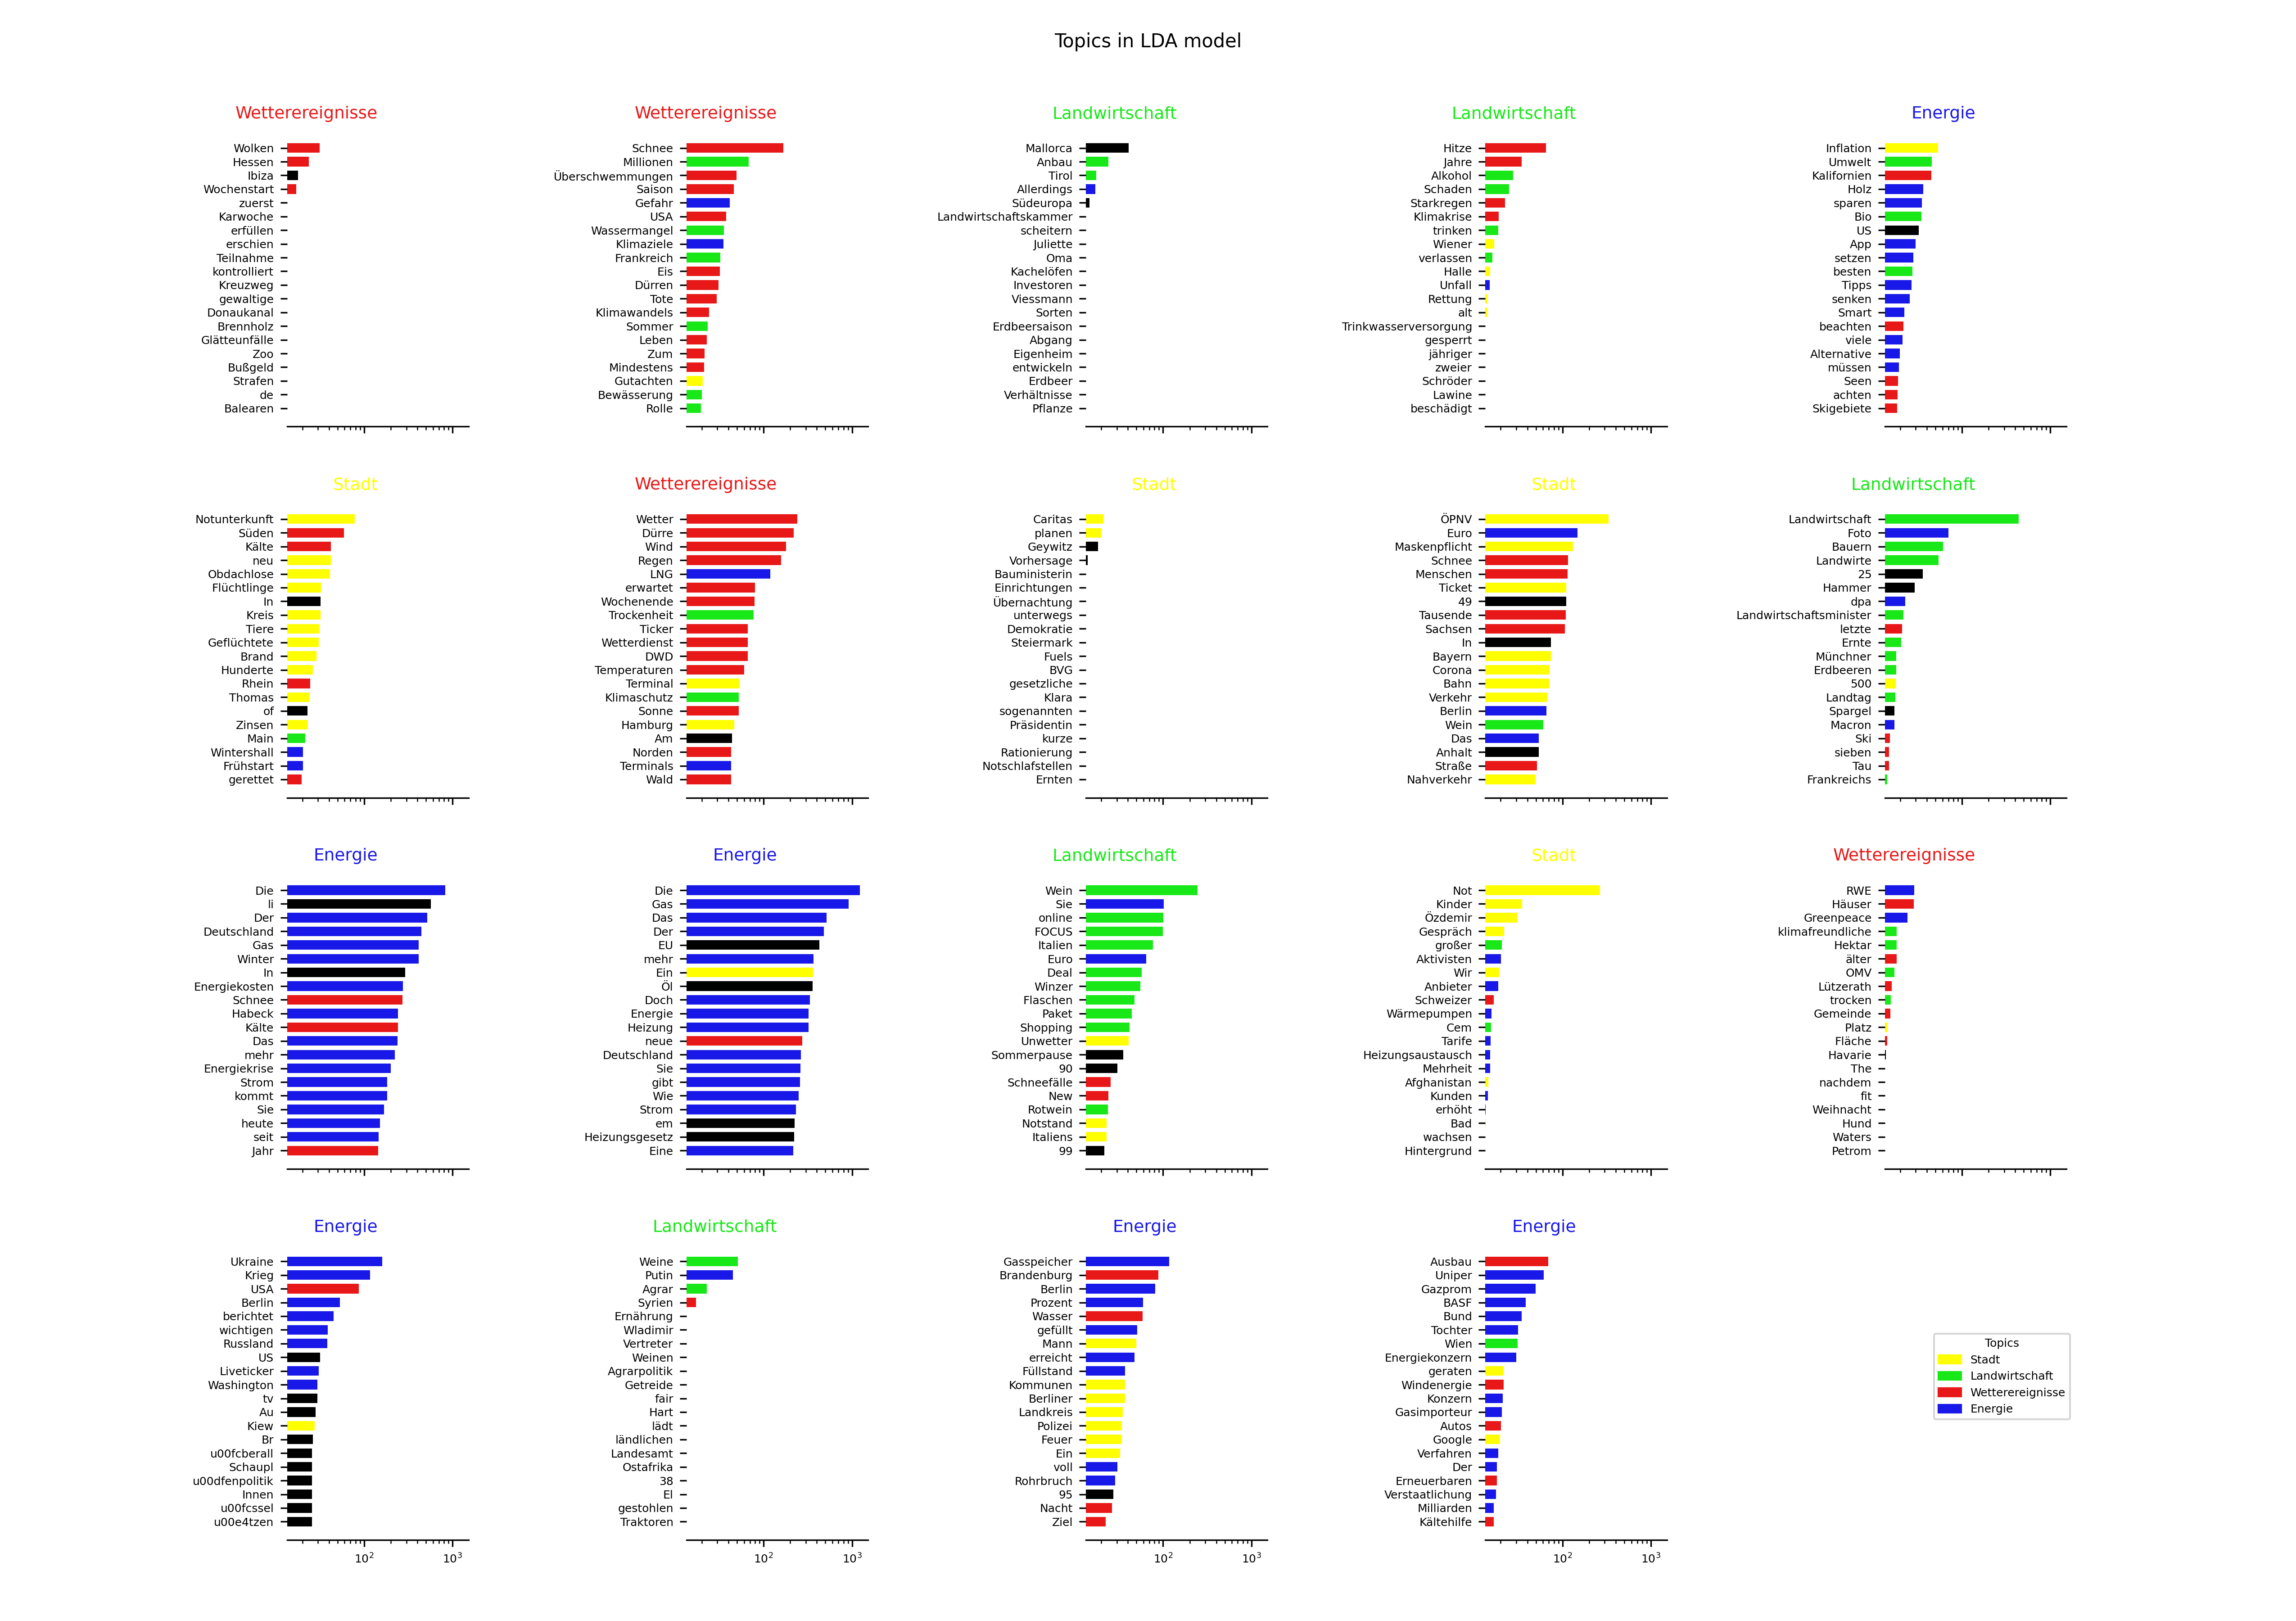 Topics in LDA model
Wetterereignisse
Wolken
Hessen
Ibiza
Wochenstart
zuerst
Karwoche
erfüllen
erschien
Teilnahme
kontrolliert
Kreuzweg
gewaltige
Donaukanal
Brennholz
Glätteunfälle
Zoo
Bußgeld
Strafen
de
Balearen
Wetterereignisse
Schnee
Millionen
Überschwemmungen
Saison
Gefahr
USA
Wassermangel
Klimaziele
Frankreich
Eis
Dürren
Tote
Klimawandels
Sommer
Leben
Zum
Mindestens
Gutachten
Bewässerung
Rolle
Landwirtschaft
Mallorca
Anbau
Tirol
Allerdings
Südeuropa
Landwirtschaftskammer
scheitern
Juliette
Oma
Kachelöfen
Investoren
Viessmann
Sorten
Erdbeersaison
Abgang
Eigenheim
entwickeln
Erdbeer
Verhältnisse
Pflanze
Landwirtschaft
Hitze
Jahre
Alkohol
Schaden
Starkregen
Klimakrise
trinken
Wiener
verlassen
Halle
Unfall
Rettung
alt
Trinkwasserversorgung
gesperrt
jähriger
zweier
Schröder
Lawine
beschädigt
Energie
Inflation
Umwelt
Kalifornien
Holz
sparen
Bio
US
App
setzen
besten
Tipps
senken
Smart
beachten
viele
Alternative
müssen
Seen
achten
Skigebiete
Stadt
Notunterkunft
Süden
Kälte
neu
Obdachlose
Flüchtlinge
In
Kreis
Tiere
Geflüchtete
Brand
Hunderte
Rhein
Thomas
of
Zinsen
Main
Wintershall
Frühstart
gerettet
Wetterereignisse
Wetter
Dürre
Wind
Regen
LNG
erwartet
Wochenende
Trockenheit
Ticker
Wetterdienst
DWD
Temperaturen
Terminal
Klimaschutz
Sonne
Hamburg
Am
Norden
Terminals
Wald
Stadt
Caritas
planen
Geywitz
Vorhersage
Bauministerin
Einrichtungen
Übernachtung
unterwegs
Demokratie
Steiermark
Fuels
BVG
gesetzliche
Klara
sogenannten
Präsidentin
kurze
Rationierung
Notschlafstellen
Ernten
Stadt
ÖPNV
Euro
Maskenpflicht
Schnee
Menschen
Ticket
49
Tausende
Sachsen
In
Bayern
Corona
Bahn
Verkehr
Berlin
Wein
Das
Anhalt
Straße
Nahverkehr
Landwirtschaft
Landwirtschaft
Foto
Bauern
Landwirte
25
Hammer
dpa
Landwirtschaftsminister
letzte
Ernte
Münchner
Erdbeeren
500
Landtag
Spargel
Macron
Ski
sieben
Tau
Frankreichs
Energie
Die
li
Der
Deutschland
Gas
Winter
In
Energiekosten
Schnee
Habeck
Kälte
Das
mehr
Energiekrise
Strom
kommt
Sie
heute
seit
Jahr
Energie
Die
Gas
Das
Der
EU
mehr
Ein
Öl
Doch
Energie
Heizung
neue
Deutschland
Sie
gibt
Wie
Strom
em
Heizungsgesetz
Eine
Landwirtschaft
Wein
Sie
online
FOCUS
Italien
Euro
Deal
Winzer
Flaschen
Paket
Shopping
Unwetter
Sommerpause
90
Schneefälle
New
Rotwein
Notstand
Italiens
99
Stadt
Not
Kinder
Özdemir
Gespräch
großer
Aktivisten
Wir
Anbieter
Schweizer
Wärmepumpen
Cem
Tarife
Heizungsaustausch
Mehrheit
Afghanistan
Kunden
erhöht
Bad
wachsen
Hintergrund
Wetterereignisse
RWE
Häuser
Greenpeace
klimafreundliche
Hektar
älter
OMV
Lützerath
trocken
Gemeinde
Platz
Fläche
Havarie
The
nachdem
fit
Weihnacht
Hund
Waters
Petrom
Energie
Ukraine
Krieg
USA
Berlin
berichtet
wichtigen
Russland
US
Liveticker
Washington
tv
Au
Kiew
Br
u00fcberall
Schaupl
u00dfenpolitik
Innen
u00fcssel
u00e4tzen
10² 10³
Landwirtschaft
Weine
Putin
Agrar
Syrien
Ernährung
Wladimir
Vertreter
Weinen
Agrarpolitik
Getreide
fair
Hart
lädt
ländlichen
Landesamt
Ostafrika
38
El
gestohlen
Traktoren
10² 10³
Energie
Gasspeicher
Brandenburg
Berlin
Prozent
Wasser
gefüllt
Mann
erreicht
Füllstand
Kommunen
Berliner
Landkreis
Polizei
Feuer
Ein
voll
Rohrbruch
95
Nacht
Ziel
10² 10³
Energie
Ausbau
Uniper
Gazprom
BASF
Bund
Tochter
Wien
Energiekonzern
geraten
Windenergie
Konzern
Gasimporteur
Autos
Google
Verfahren
Der
Erneuerbaren
Verstaatlichung
Milliarden
Kältehilfe
10² 10³
Topics
Stadt
Landwirtschaft
Wetterereignisse
Energie